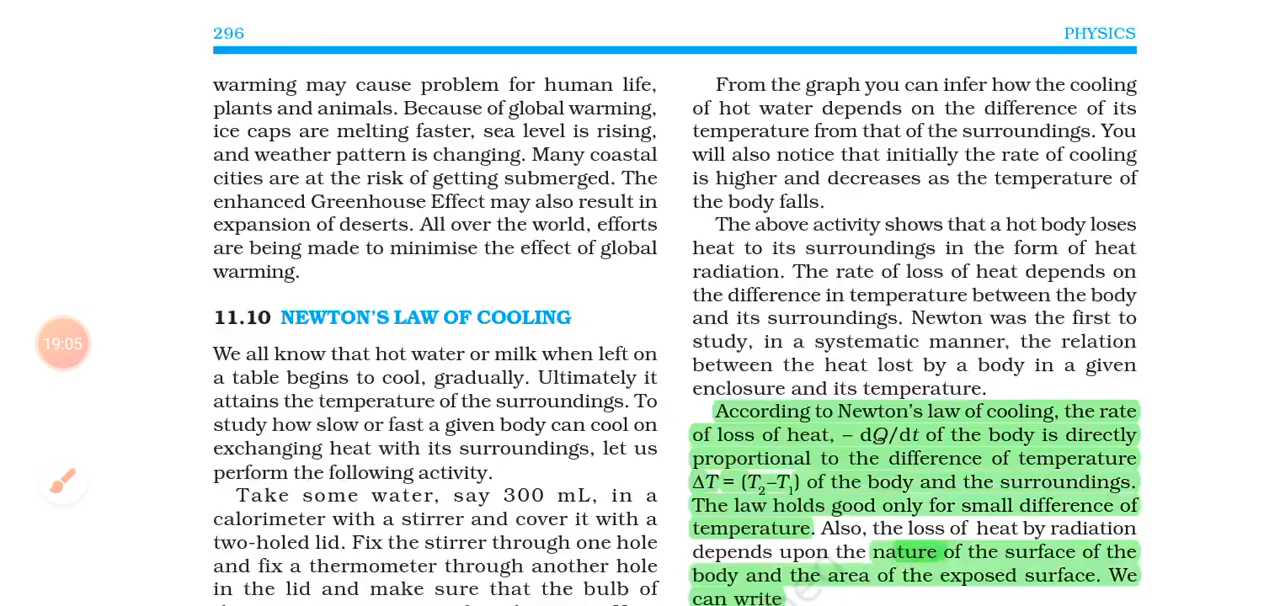 296
PHYSICS
warming may cause problem for human life,
plants and animals. Because of global warming,
ice caps are melting faster, sea level is rising,
and weather pattern is changing. Many coastal
cities are at the risk of getting submerged. The
enhanced Greenhouse Effect may also result in
expansion of deserts. All over the world, efforts
are being made to minimise the effect of global
warming.
11.10 NEWTON'S LAW OF COOLING
We all know that hot water or milk when left on
a table begins to cool, gradually. Ultimately it
attains the temperature of the surroundings. To
study how slow or fast a given body can cool on
exchanging heat with its surroundings, let us
perform the following activity.
Take some water, say 300 mL, in a
calorimeter with a stirrer and cover it with a
two-holed lid. Fix the stirrer through one hole
and fix a thermometer through another hole
in the lid and make sure that the bulb of
From the graph you can infer how the cooling
of hot water depends on the difference of its
temperature from that of the surroundings. You
will also notice that initially the rate of cooling
is higher and decreases as the temperature of
the body falls.
The above activity shows that a hot body loses
heat to its surroundings in the form of heat
radiation. The rate of loss of heat depends on
the difference in temperature between the body
and its surroundings. Newton was the first to
study, in a systematic manner, the relation
between the heat lost by a body in a given
enclosure and its temperature.
According to Newton's law of cooling, the rate
of loss of heat, – dQ/dt of the body is directly
proportional to the difference of temperature
ΔT = (T₂–T₁) of the body and the surroundings.
The law holds good only for small difference of
temperature. Also, the loss of heat by radiation
depends upon the nature of the surface of the
body and the area of the exposed surface. We
can write
19:05